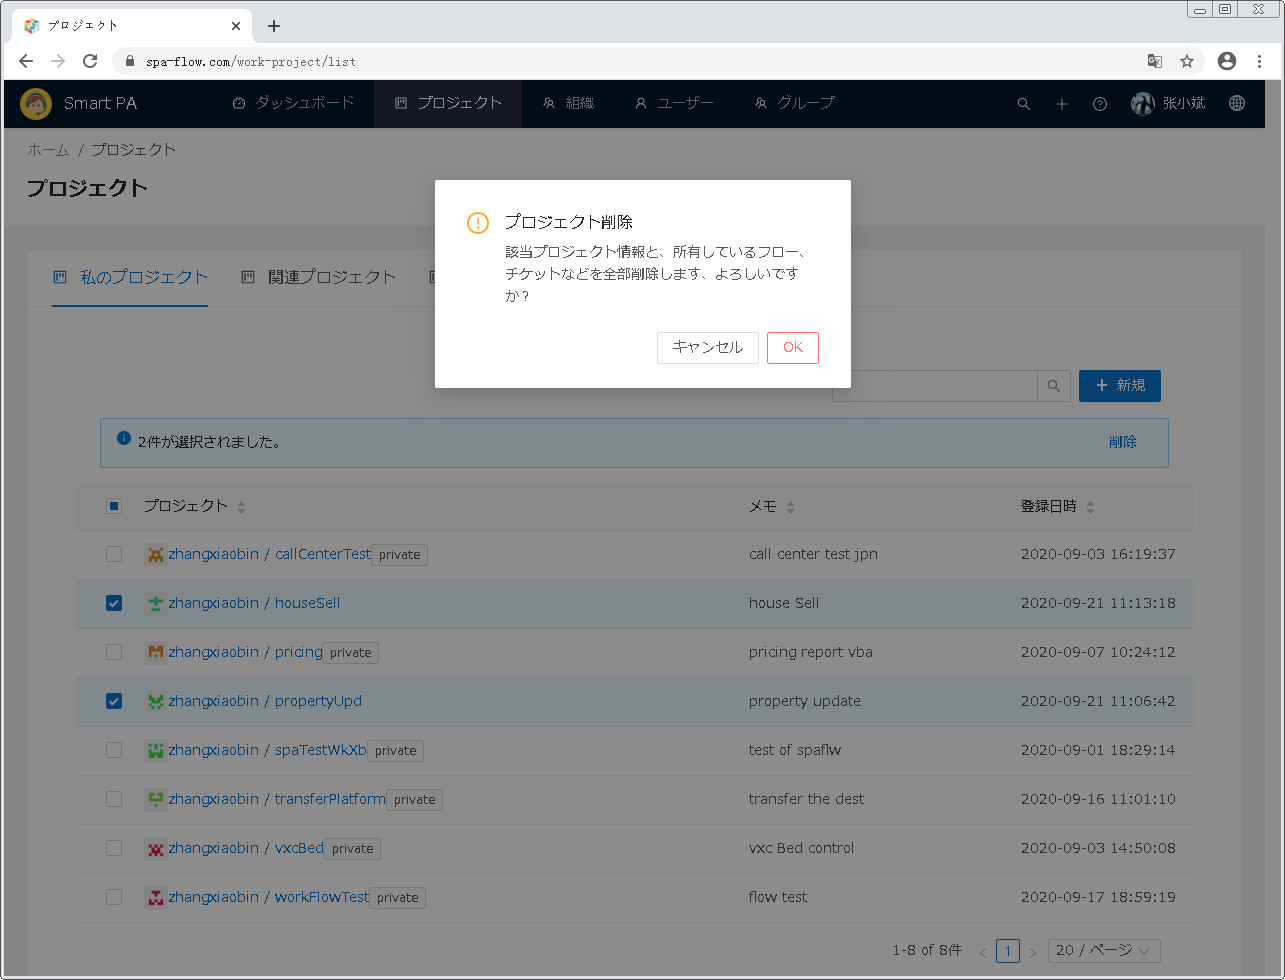 プロジェクト
spa-flow.com/work-project/list
Smart PA ダッシュボード プロジェクト 組織 ユーザー グループ 张小斌
ホーム / プロジェクト
プロジェクト
プロジェクト削除
該当プロジェクト情報と、所有しているフロー、
チケットなどを全部削除します、よろしいです
か？
キャンセル OK
私のプロジェクト 関連プロジェクト
新規
2件が選択されました。 削除
プロジェクト メモ 登録日時
zhangxiaobin / callCenterTest private call center test jpn 2020-09-03 16:19:37
zhangxiaobin / houseSell house Sell 2020-09-21 11:13:18
zhangxiaobin / pricing private pricing report vba 2020-09-07 10:24:12
zhangxiaobin / propertyUpd property update 2020-09-21 11:06:42
zhangxiaobin / spaTestWkXb private test of spaflw 2020-09-01 18:29:14
zhangxiaobin / transferPlatform private transfer the dest 2020-09-16 11:01:10
zhangxiaobin / vxcBed private vxc Bed control 2020-09-03 14:50:08
zhangxiaobin / workFlowTest private flow test 2020-09-17 18:59:19
1-8 of 8件 < 1 > 20 / ページ